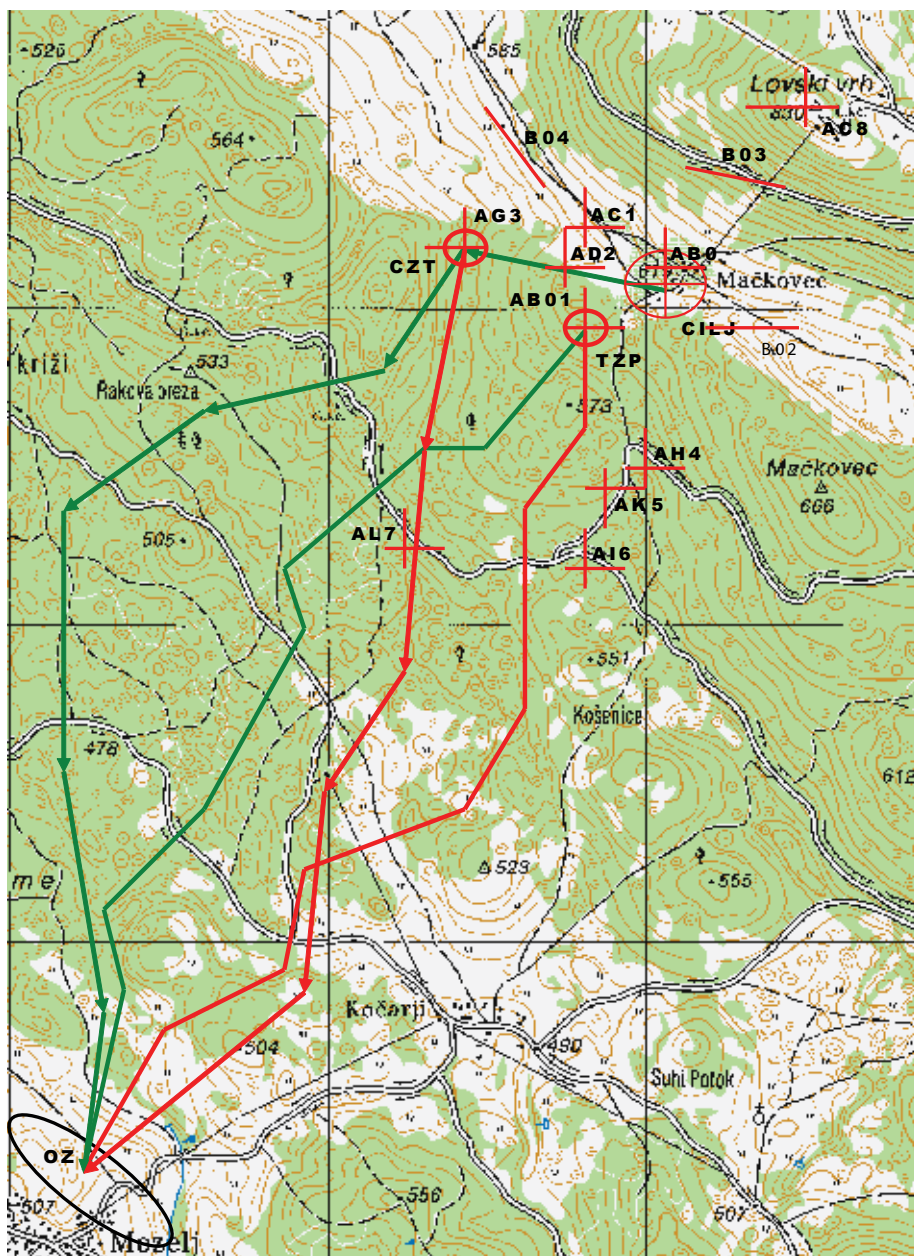 526
585
Lovski vrh
830
AC8
564
B04
B03
AG3
AC1
CZT
AD2
AB0
Mačkovec
AB01
CILJ
B02
križi
533
TZP
Rakova breza
573
AH4
Mačkovec
666
AK5
505
AL7
AI6
551
Košenice
478
612
me
523
555
Kočarji
504
490
Suhi Potok
OZ
507
556
507
Mozelj